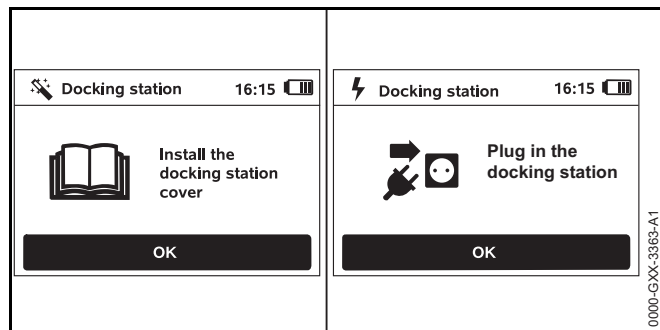 Docking station 16:15
Install the
docking station
cover
OK
Docking station 16:15
Plug in the
docking station
OK
0000-GXX-3363-A1